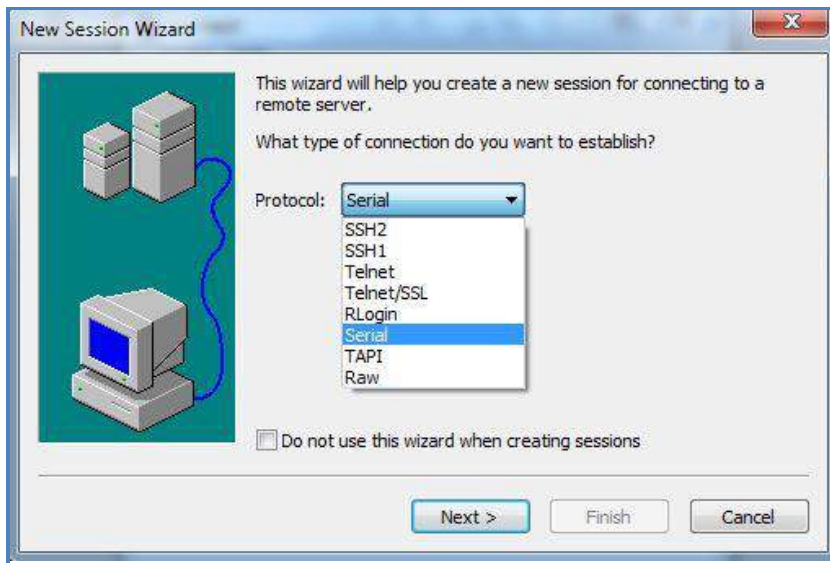 New Session Wizard
This wizard will help you create a new session for connecting to a
remote server.
What type of connection do you want to establish?
Protocol: Serial
SSH2
SSH1
Telnet
Telnet/SSL
RLogin
Serial
TAPI
Raw
Do not use this wizard when creating sessions
Next > Finish Cancel